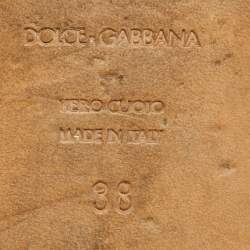 DOLCE & GABBANA
VERO CUOIO
MADE IN ITALY
38